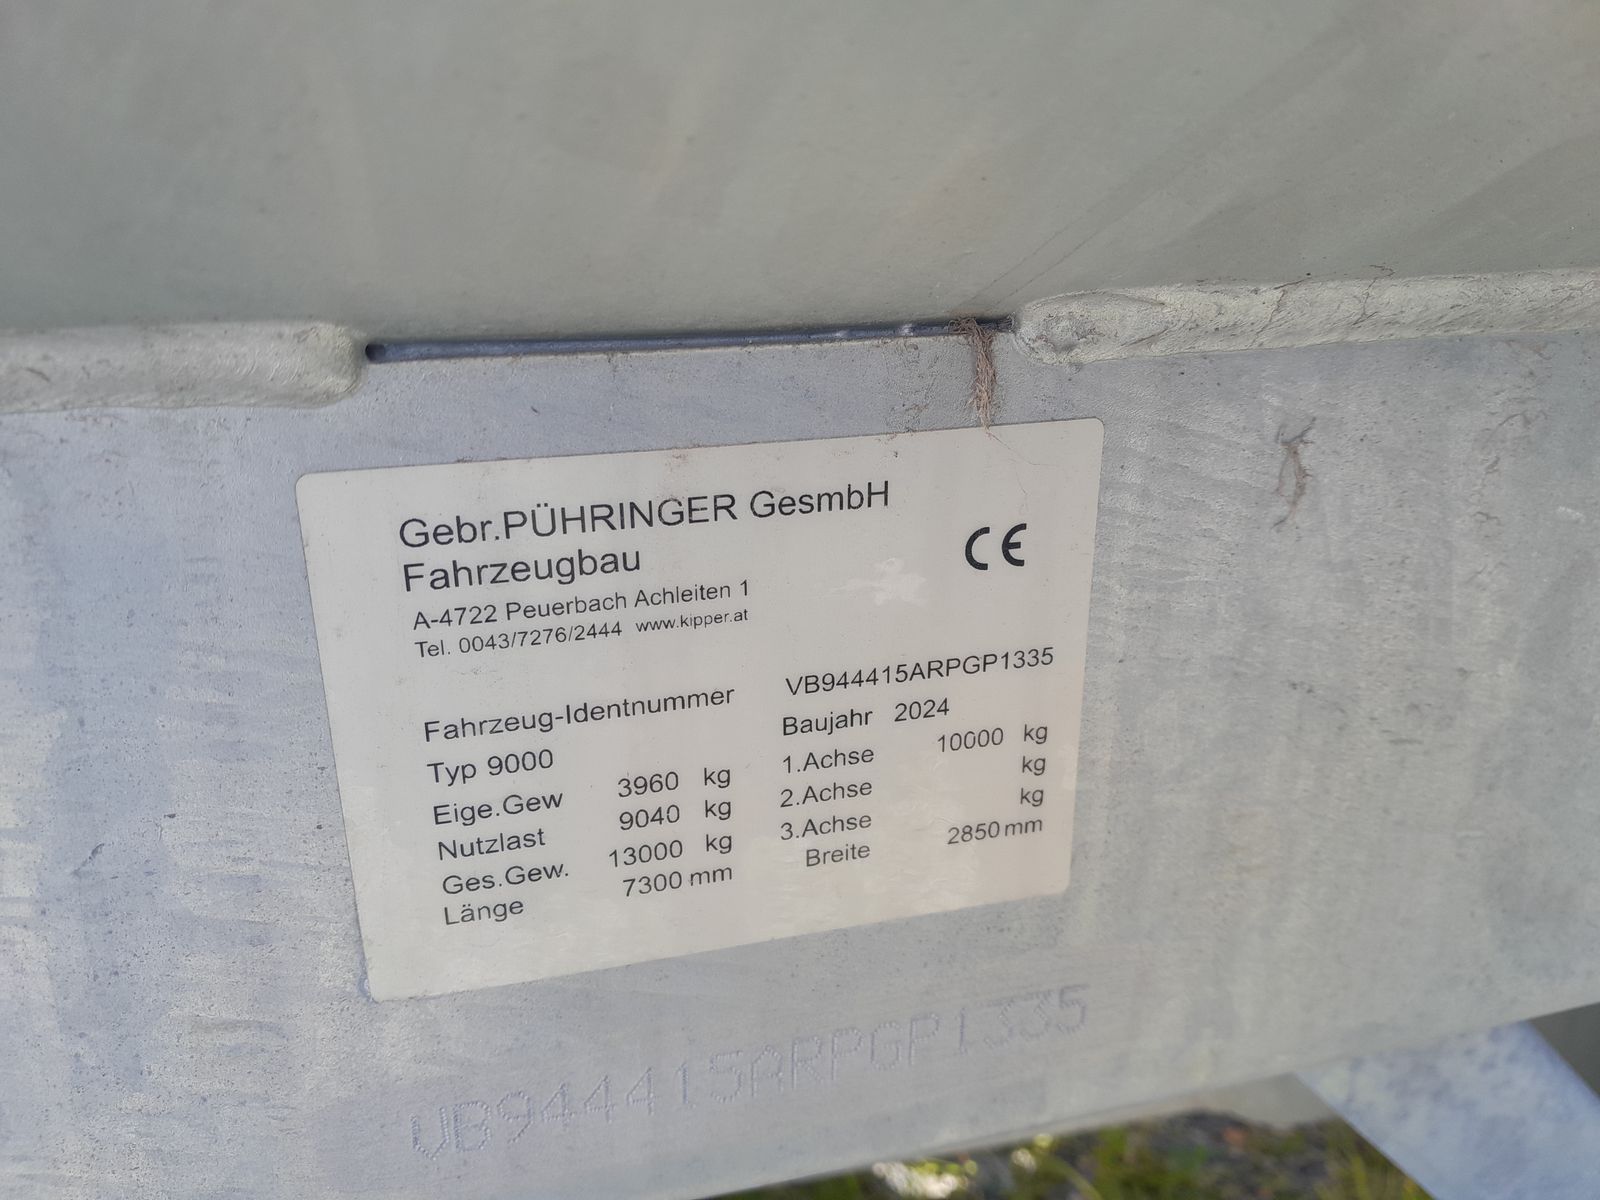 Gebr.PÜHRINGER GesmbH
Fahrzeugbau
CE
A-4722 Peuerbach Achleiten 1
Tel. 0043/7276/2444 www.kipper.at
Fahrzeug-Identnummer VB944415ARPGP1335
Typ 9000 Baujahr 2024
Eige.Gew 3960 kg 1.Achse 10000 kg
Nutzlast 9040 kg 2.Achse kg
Ges.Gew. 13000 kg 3.Achse kg
Länge 7300 mm Breite 2850 mm
VB944415ARPGP1335